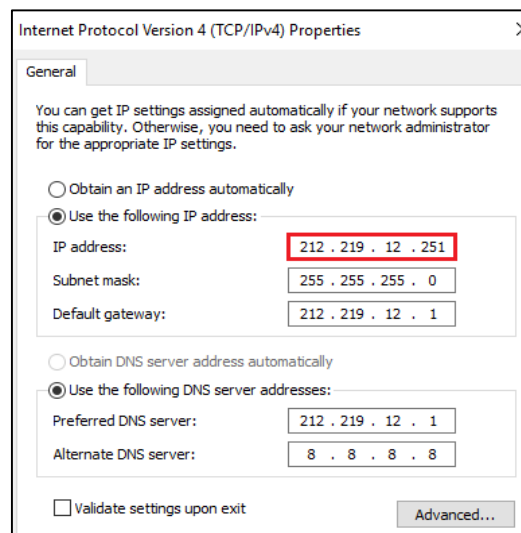 Internet Protocol Version 4 (TCP/IPv4) Properties
General
You can get IP settings assigned automatically if your network supports
this capability. Otherwise, you need to ask your network administrator
for the appropriate IP settings.
Obtain an IP address automatically
Use the following IP address:
IP address: 212 . 219 . 12 . 251
Subnet mask: 255 . 255 . 255 . 0
Default gateway: 212 . 219 . 12 . 1
Obtain DNS server address automatically
Use the following DNS server addresses:
Preferred DNS server: 212 . 219 . 12 . 1
Alternate DNS server: 8 . 8 . 8 . 8
Validate settings upon exit
Advanced...